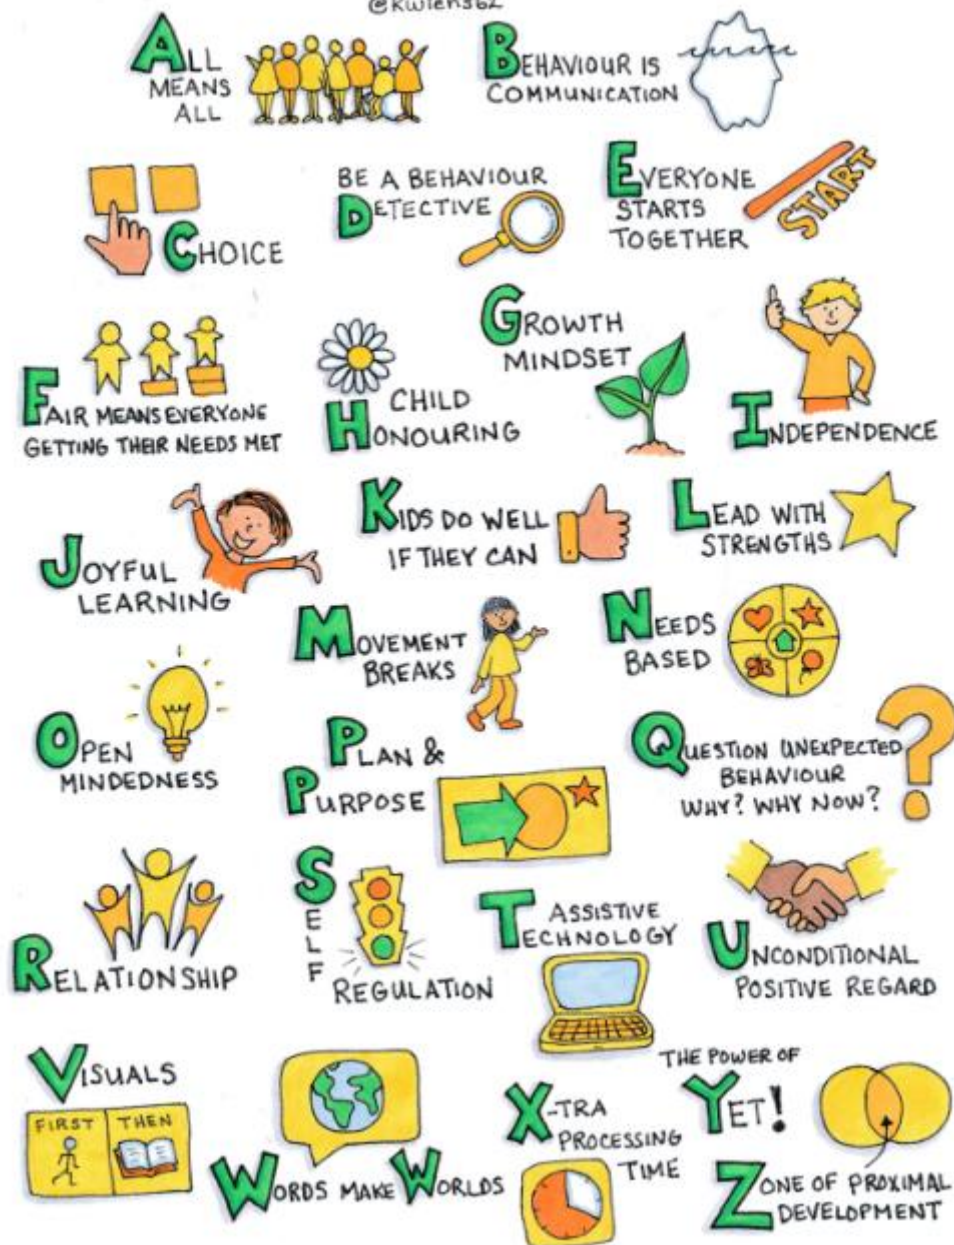 @kwiens62
ALL
MEANS
ALL
BEHAVIOUR IS
COMMUNICATION
CHOICE
BE A BEHAVIOUR
DETECTIVE
EVERYONE
STARTS
TOGETHER
START
FAIR MEANS EVERYONE
GETTING THEIR NEEDS MET
CHILD
HONOURING
GROWTH
MINDSET
INDEPENDENCE
JOYFUL
LEARNING
KIDS DO WELL
IF THEY CAN
LEAD WITH
STRENGTHS
MOVEMENT
BREAKS
NEEDS
BASED
OPEN
MINDEDNESS
PLAN &
PURPOSE
QUESTION UNEXPECTED
BEHAVIOUR
WHY? WHY NOW?
RELATIONSHIP
SELF
REGULATION
ASSISTIVE
TECHNOLOGY
UNCONDITIONAL
POSITIVE REGARD
VISUALS
FIRST THEN
WORDS MAKE WORLDS
X-TRA
PROCESSING
TIME
THE POWER OF
YET!
ZONE OF PROXIMAL
DEVELOPMENT